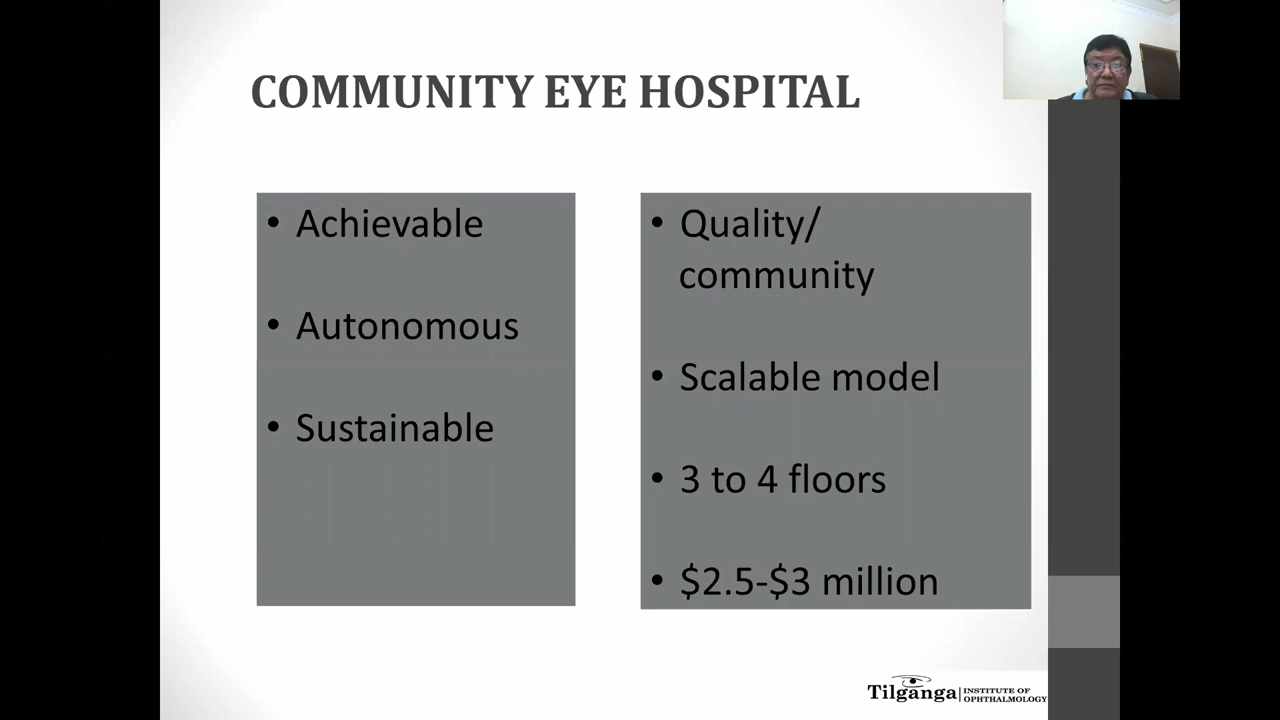 COMMUNITY EYE HOSPITAL
• Achievable
• Autonomous
• Sustainable
• Quality/
community
• Scalable model
• 3 to 4 floors
• $2.5-$3 million
Tilganga INSTITUTE OF
OPHTHALMOLOGY